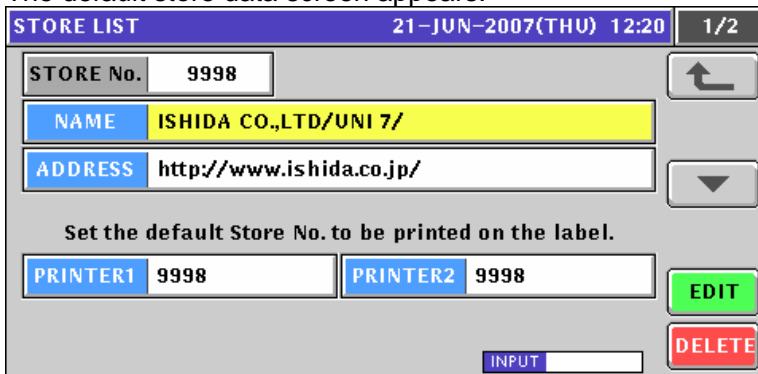 The default store data screen appears.
STORE LIST 21-JUN-2007(THU) 12:20 1/2
STORE No. 9998
NAME ISHIDA CO.,LTD/UNI 7/
ADDRESS http://www.ishida.co.jp/
Set the default Store No. to be printed on the label.
PRINTER1 9998 PRINTER2 9998
EDIT
DELETE
INPUT